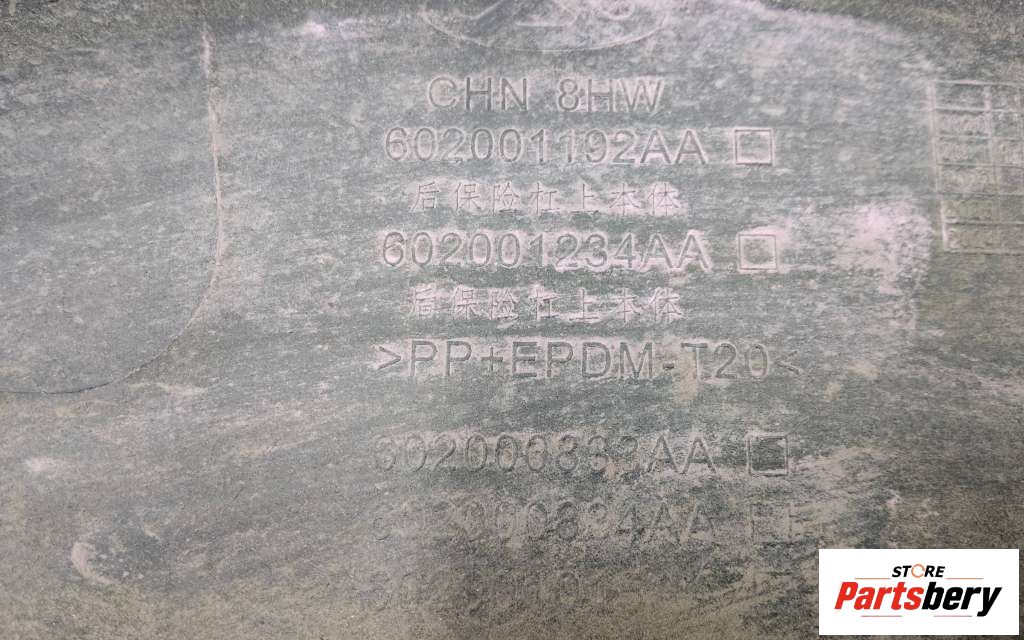 CHN 8HW
602001192AA
后保险杠上本体
602001234AA
后保险杠上本体
>PP+EPDM-T20<
STORE
Partsbery